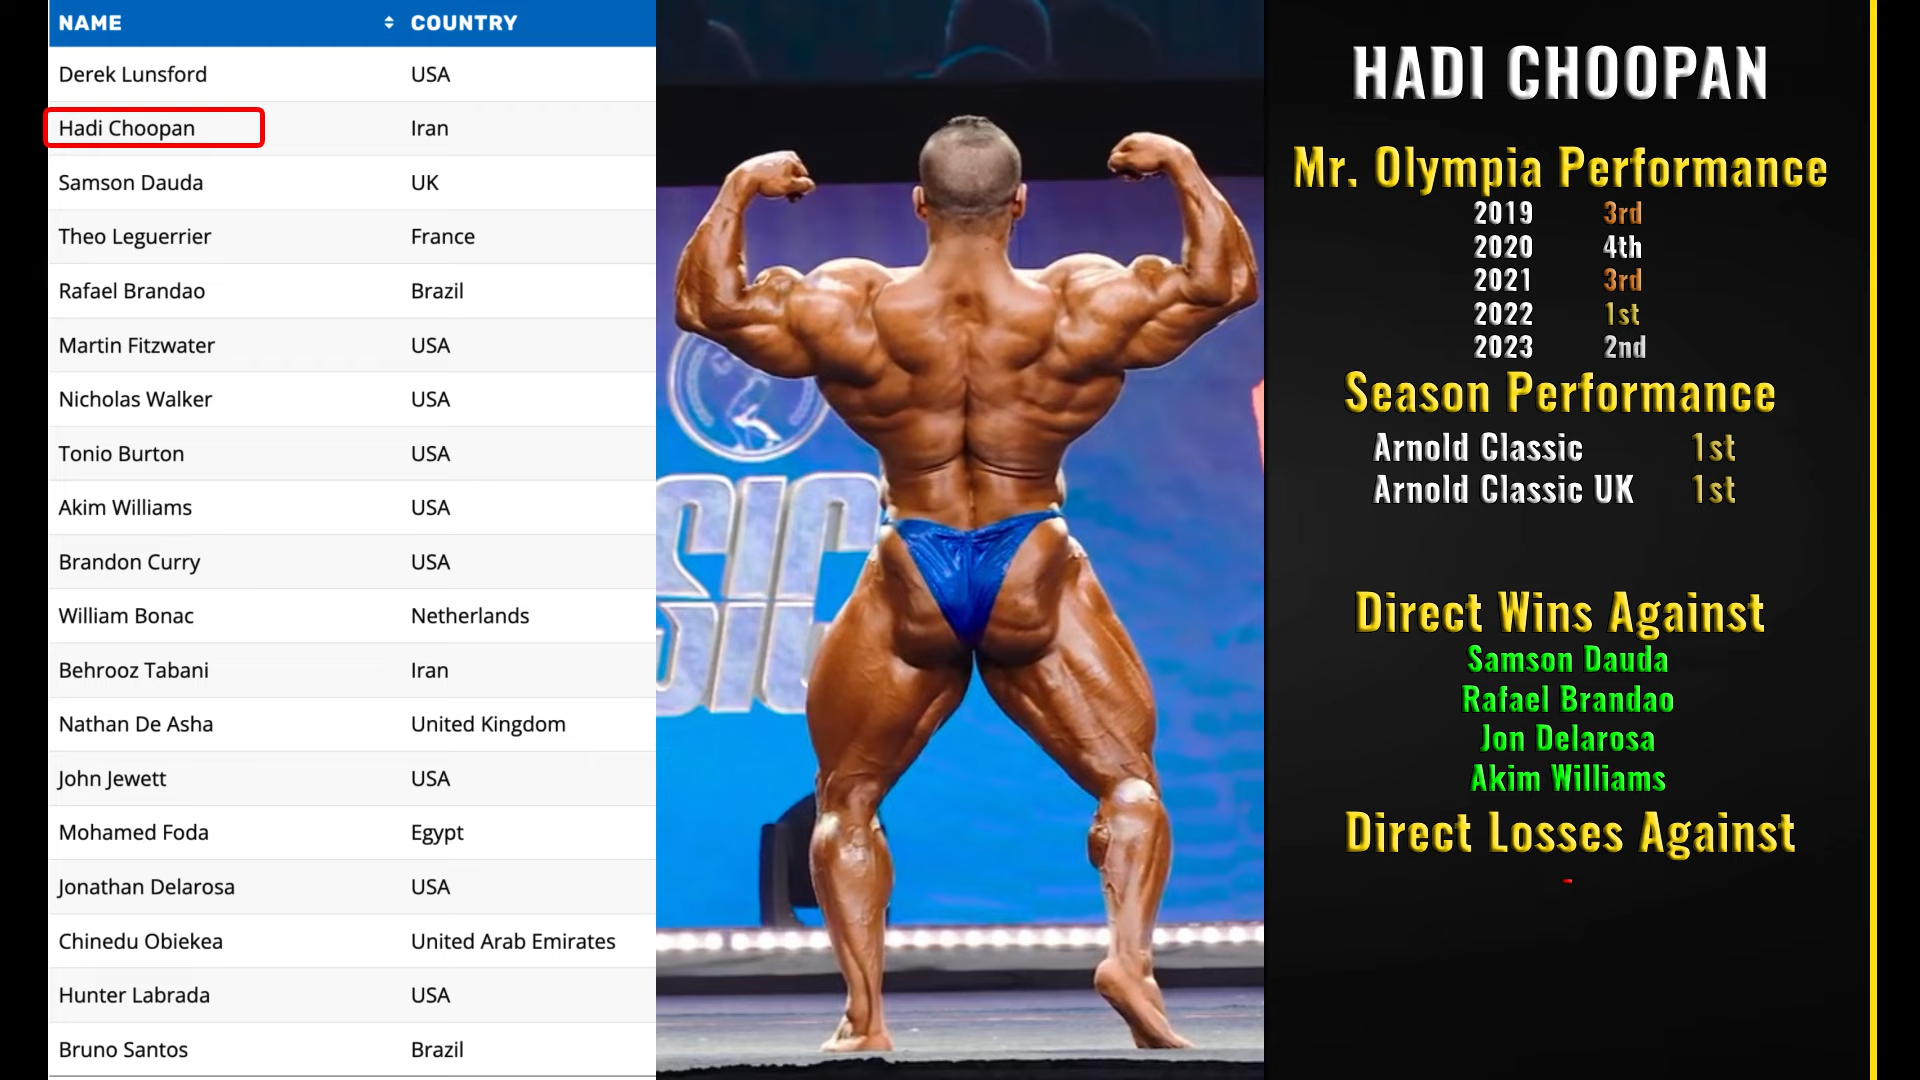 NAME COUNTRY
Derek Lunsford USA
Hadi Choopan Iran
Samson Dauda UK
Theo Leguerrier France
Rafael Brandao Brazil
Martin Fitzwater USA
Nicholas Walker USA
Tonio Burton USA
Akim Williams USA
Brandon Curry USA
William Bonac Netherlands
Behrooz Tabani Iran
Nathan De Asha United Kingdom
John Jewett USA
Mohamed Foda Egypt
Jonathan Delarosa USA
Chinedu Obiekea United Arab Emirates
Hunter Labrada USA
Bruno Santos Brazil
HADI CHOOPAN
Mr. Olympia Performance
2019 3rd
2020 4th
2021 3rd
2022 1st
2023 2nd
Season Performance
Arnold Classic 1st
Arnold Classic UK 1st
Direct Wins Against
Samson Dauda
Rafael Brandao
Jon Delarosa
Akim Williams
Direct Losses Against
-